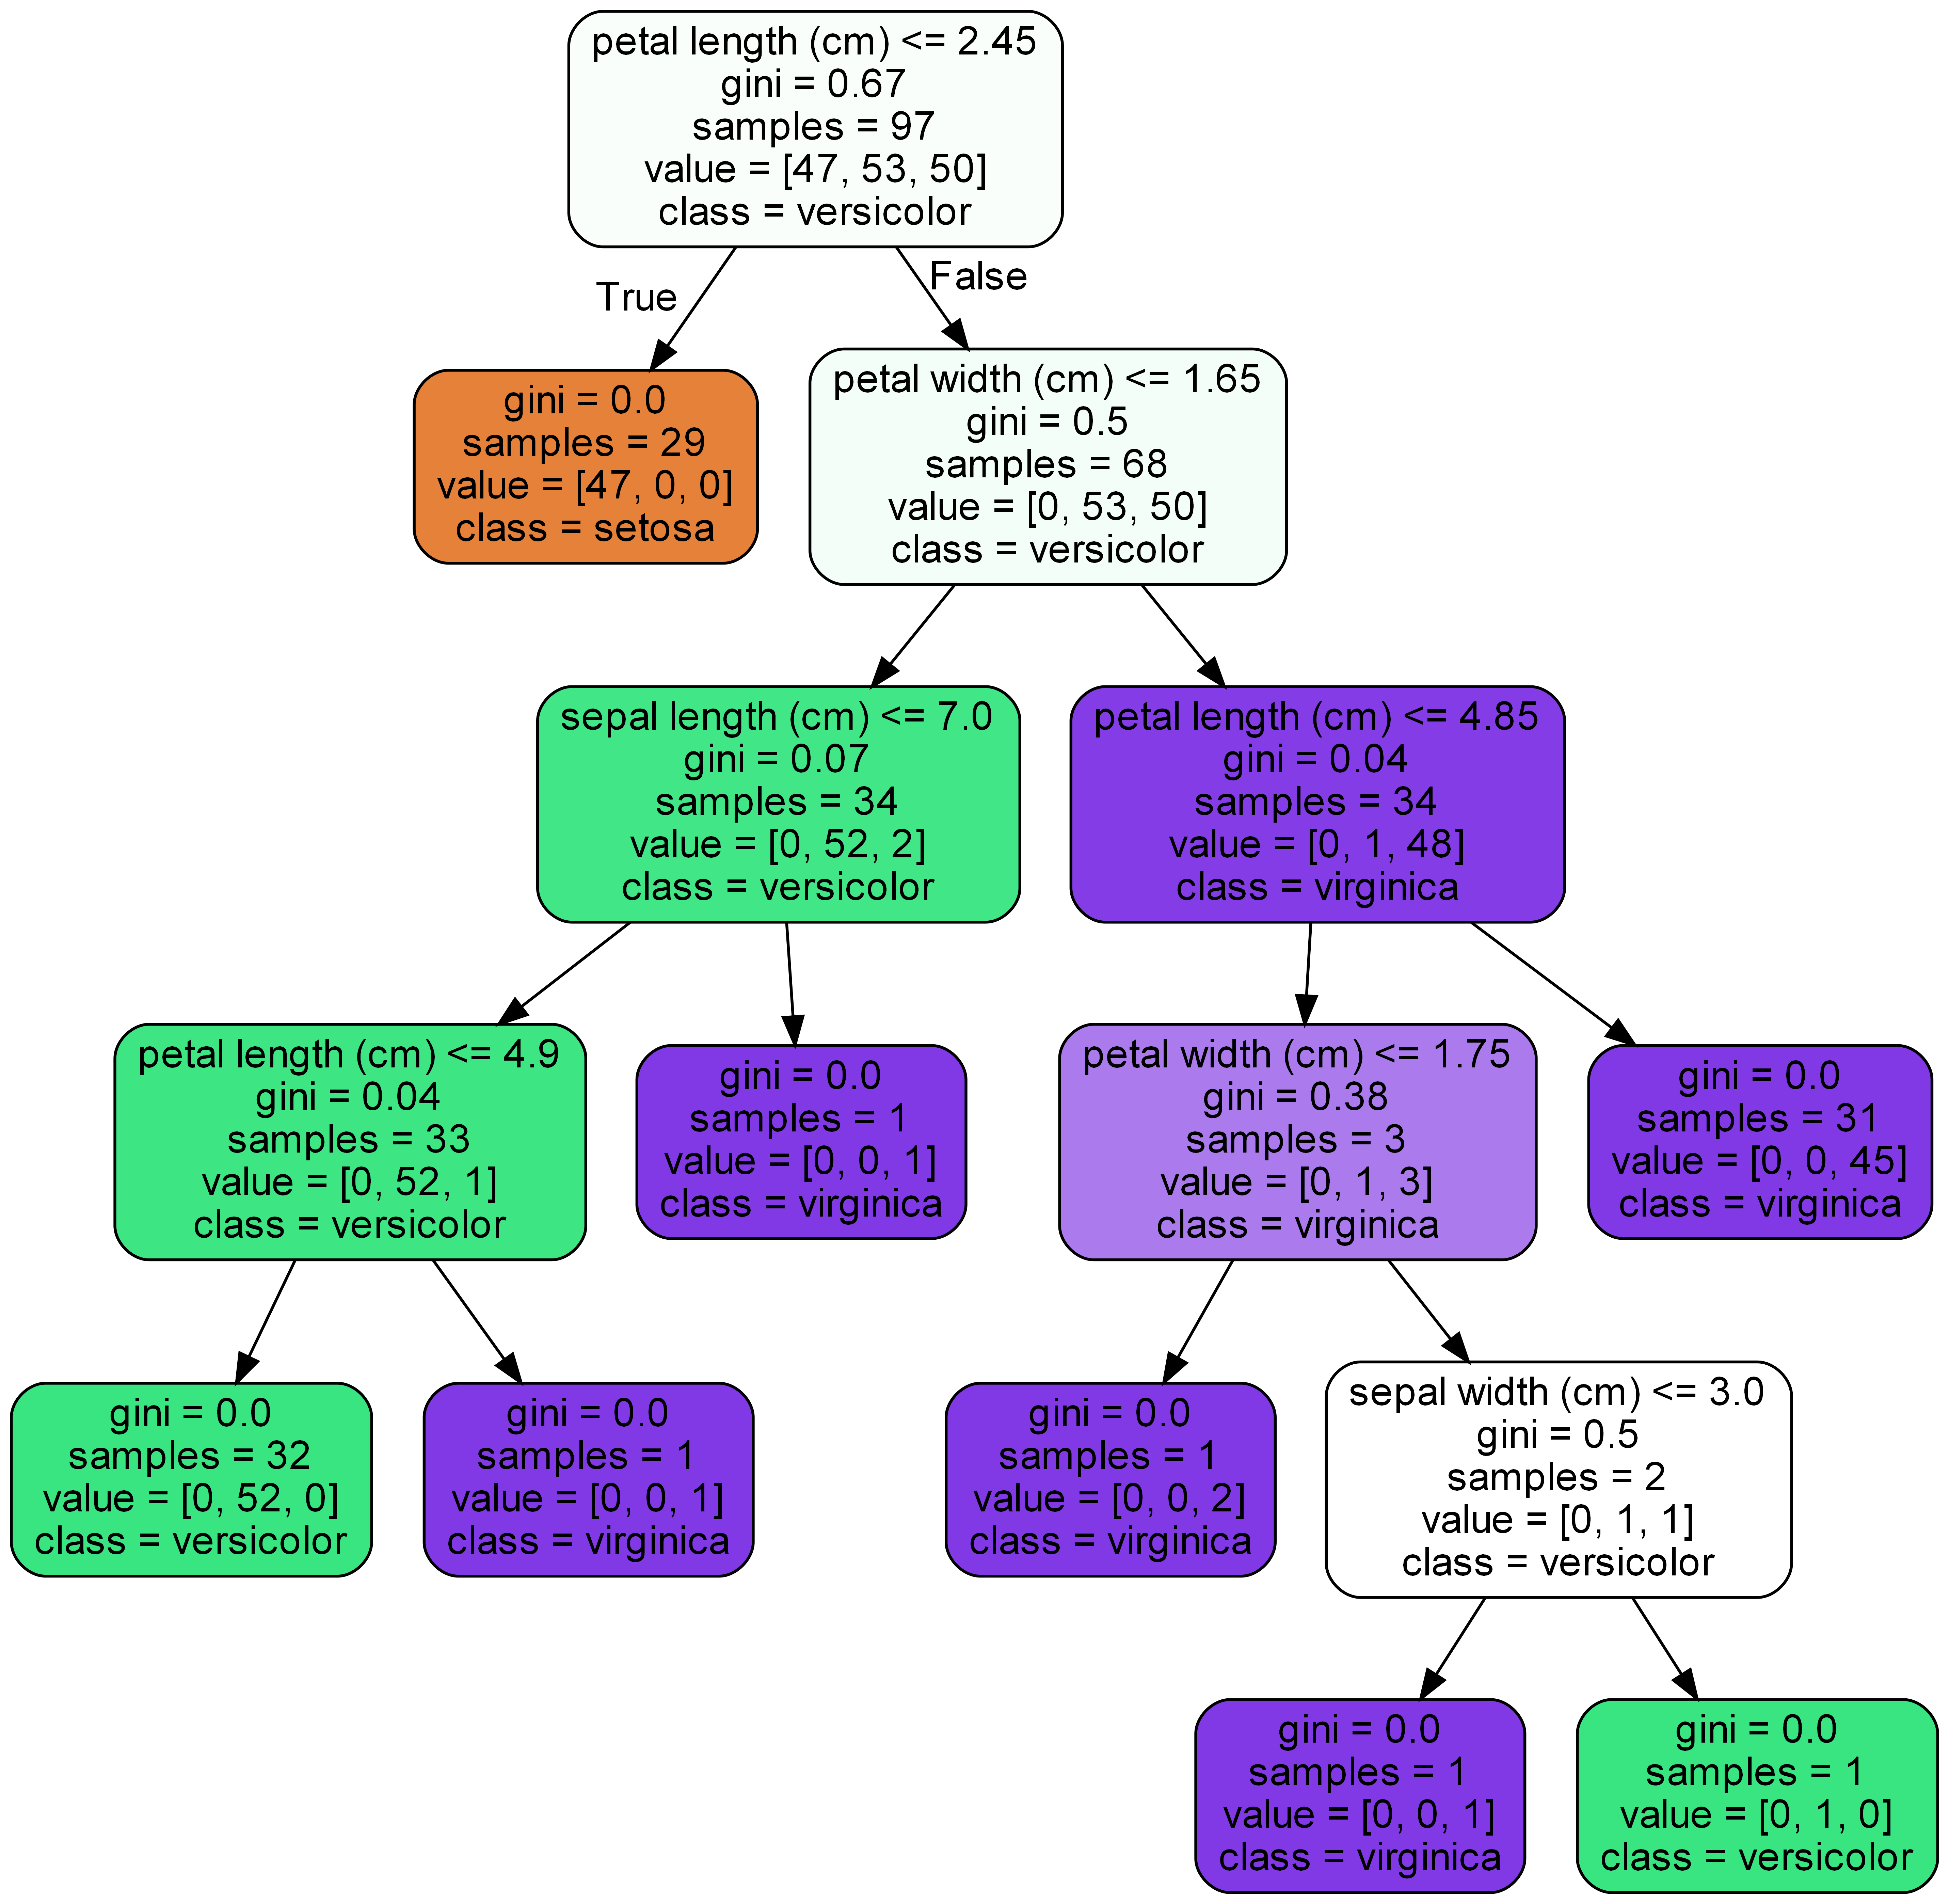 petal length (cm) <= 2.45
gini = 0.67
samples = 97
value = [47, 53, 50]
class = versicolor
True
False
gini = 0.0
samples = 29
value = [47, 0, 0]
class = setosa
petal width (cm) <= 1.65
gini = 0.5
samples = 68
value = [0, 53, 50]
class = versicolor
sepal length (cm) <= 7.0
gini = 0.07
samples = 34
value = [0, 52, 2]
class = versicolor
petal length (cm) <= 4.85
gini = 0.04
samples = 34
value = [0, 1, 48]
class = virginica
petal length (cm) <= 4.9
gini = 0.04
samples = 33
value = [0, 52, 1]
class = versicolor
gini = 0.0
samples = 1
value = [0, 0, 1]
class = virginica
petal width (cm) <= 1.75
gini = 0.38
samples = 3
value = [0, 1, 3]
class = virginica
gini = 0.0
samples = 31
value = [0, 0, 45]
class = virginica
gini = 0.0
samples = 32
value = [0, 52, 0]
class = versicolor
gini = 0.0
samples = 1
value = [0, 0, 1]
class = virginica
gini = 0.0
samples = 1
value = [0, 0, 2]
class = virginica
sepal width (cm) <= 3.0
gini = 0.5
samples = 2
value = [0, 1, 1]
class = versicolor
gini = 0.0
samples = 1
value = [0, 0, 1]
class = virginica
gini = 0.0
samples = 1
value = [0, 1, 0]
class = versicolor